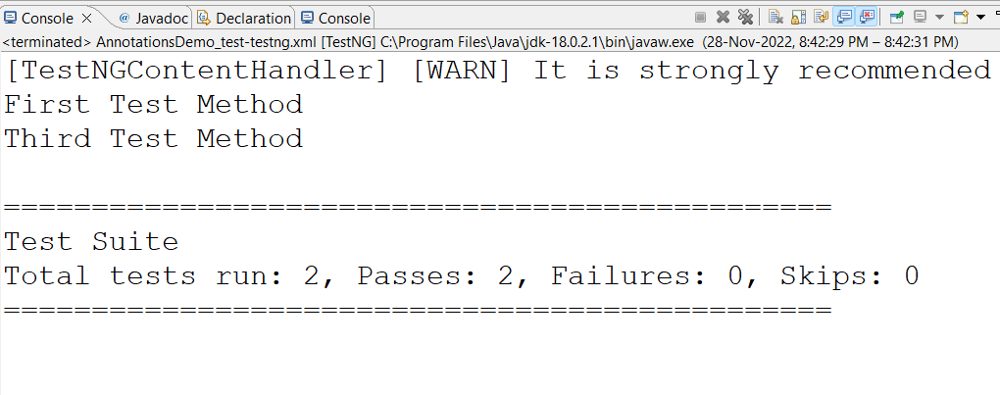 Console Javadoc Declaration Console
<terminated> AnnotationsDemo_test-testng.xml [TestNG] C:\Program Files\Java\jdk-18.0.2.1\bin\javaw.exe (28-Nov-2022, 8:42:29 PM – 8:42:31 PM)
[TestNGContentHandler] [WARN] It is strongly recommended
First Test Method
Third Test Method
===============================================
Test Suite
Total tests run: 2, Passes: 2, Failures: 0, Skips: 0
===============================================